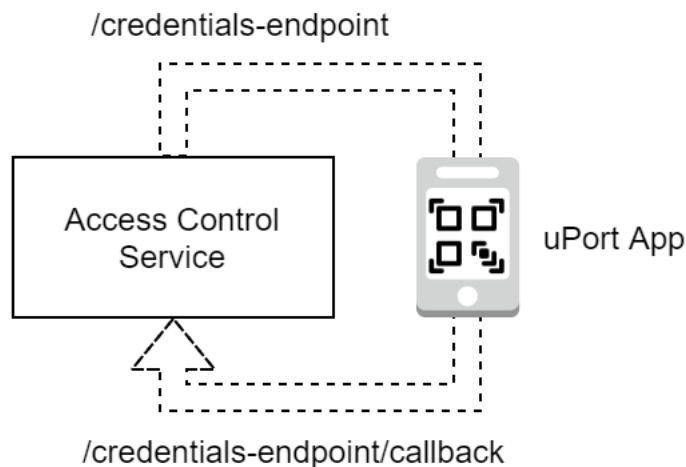 /credentials-endpoint
Access Control
Service
uPort App
/credentials-endpoint/callback